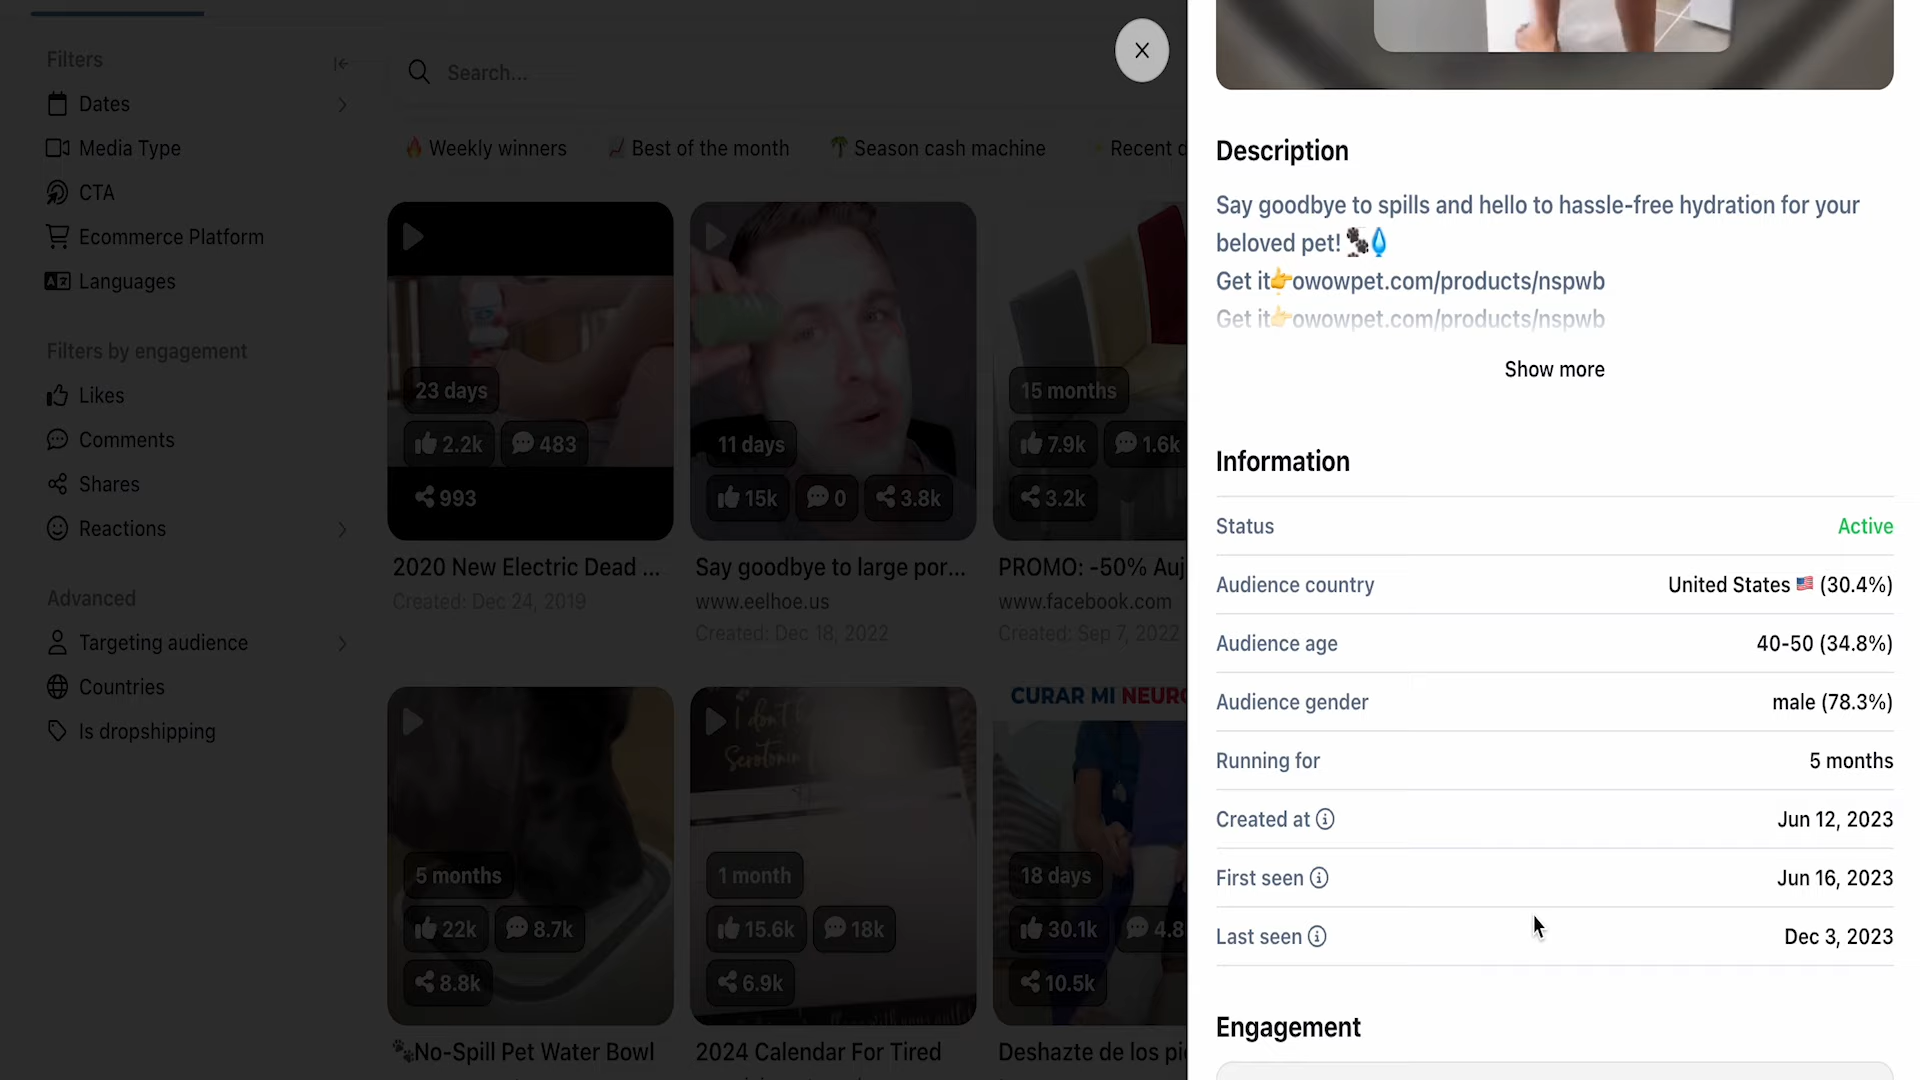 Filters
Dates
Media Type
CTA
Ecommerce Platform
Languages
Filters by engagement
Likes
Comments
Shares
Reactions
Advanced
Targeting audience
Countries
Is dropshipping
Search...
🔥 Weekly winners
📈 Best of the month
🌴 Season cash machine
Recent d
23 days
2.2k
483
993
2020 New Electric Dead ...
Created: Dec 24, 2019
11 days
15k
0
3.8k
Say goodbye to large por...
www.eelhoe.us
Created: Dec 18, 2022
15 months
7.9k
1.6k
3.2k
PROMO: -50% Auj
www.facebook.com
Created: Sep 7, 2022
5 months
22k
8.7k
8.8k
🐾No-Spill Pet Water Bowl
I don't h
Serotonin
1 month
15.6k
18k
6.9k
2024 Calendar For Tired
CURAR MI NEURO
18 days
30.1k
4.8
10.5k
Deshazte de los pi
Description
Say goodbye to spills and hello to hassle-free hydration for your
beloved pet! 🐾💧
Get it👉owowpet.com/products/nspwb
Get it👉owowpet.com/products/nspwb
Show more
Information
Status Active
Audience country United States 🇺🇸 (30.4%)
Audience age 40-50 (34.8%)
Audience gender male (78.3%)
Running for 5 months
Created at Jun 12, 2023
First seen Jun 16, 2023
Last seen Dec 3, 2023
Engagement